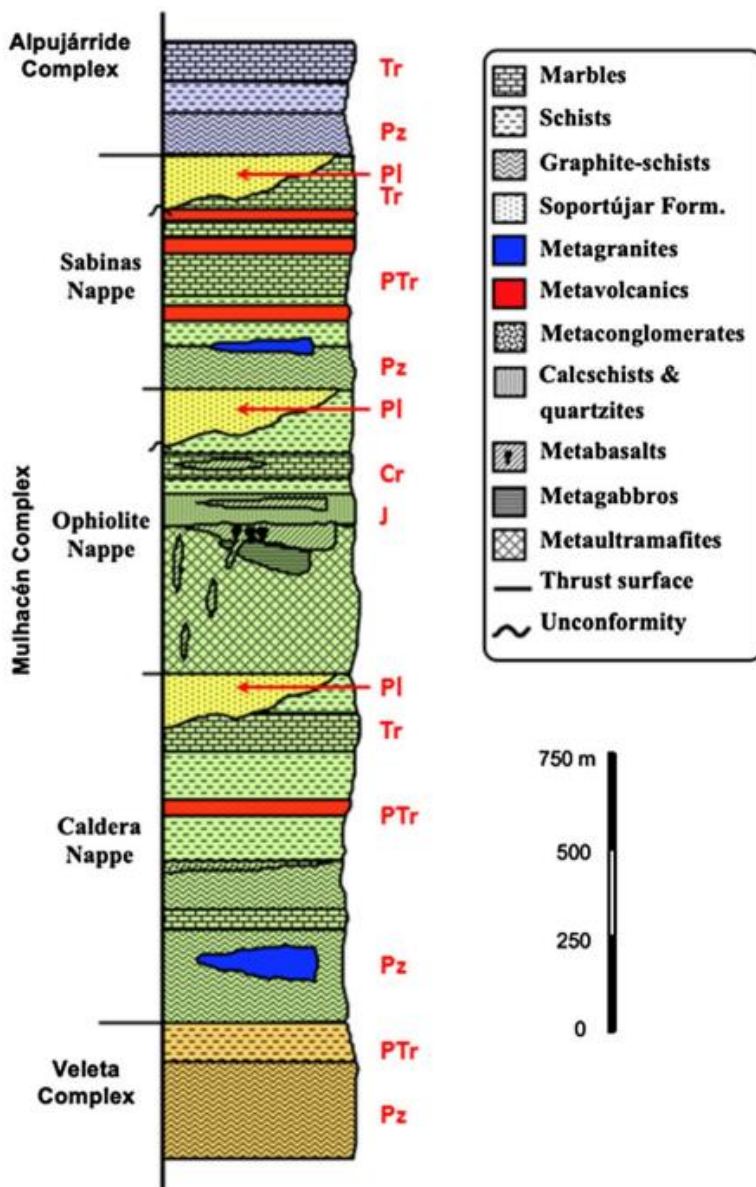 Alpujárride
Complex
Tr
Pz
Pl
Tr
Sabinas
Nappe
PTr
Pz
Pl
Cr
Ophiolite
Nappe
J
Mulhacén Complex
Pl
Tr
Caldera
Nappe
PTr
Pz
Veleta
Complex
PTr
Pz
Marbles
Schists
Graphite-schists
Soportújar Form.
Metagranites
Metavolcanics
Metaconglomerates
Calcschists &
quartzites
Metabasalts
Metagabbros
Metaultramafites
Thrust surface
Unconformity
750 m
500
250
0